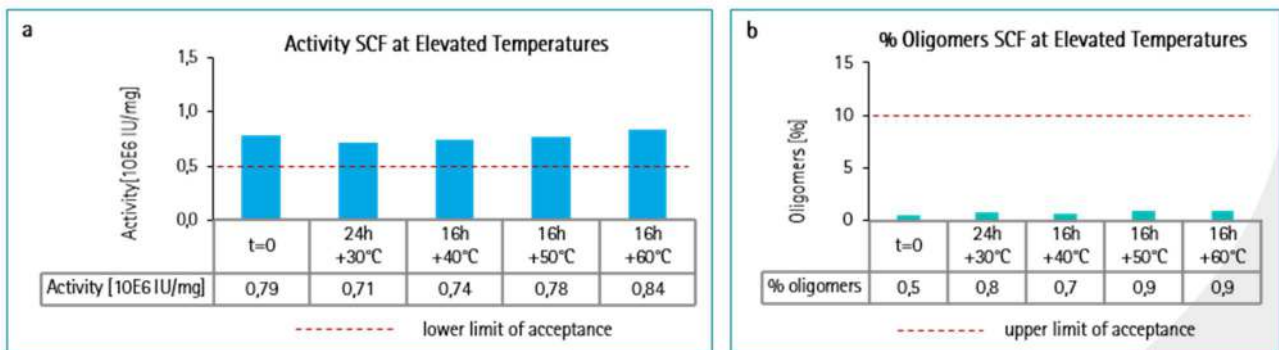 a
Activity SCF at Elevated Temperatures
Activity[10E6 IU/mg]
1,5
1,0
0,5
0,0
t=0
24h
+30°C
16h
+40°C
16h
+50°C
16h
+60°C
Activity [10E6 IU/mg] 0,79 0,71 0,74 0,78 0,84
lower limit of acceptance
b
% Oligomers SCF at Elevated Temperatures
Oligomers [%]
15
10
5
0
t=0
24h
+30°C
16h
+40°C
16h
+50°C
16h
+60°C
% oligomers 0,5 0,8 0,7 0,9 0,9
upper limit of acceptance